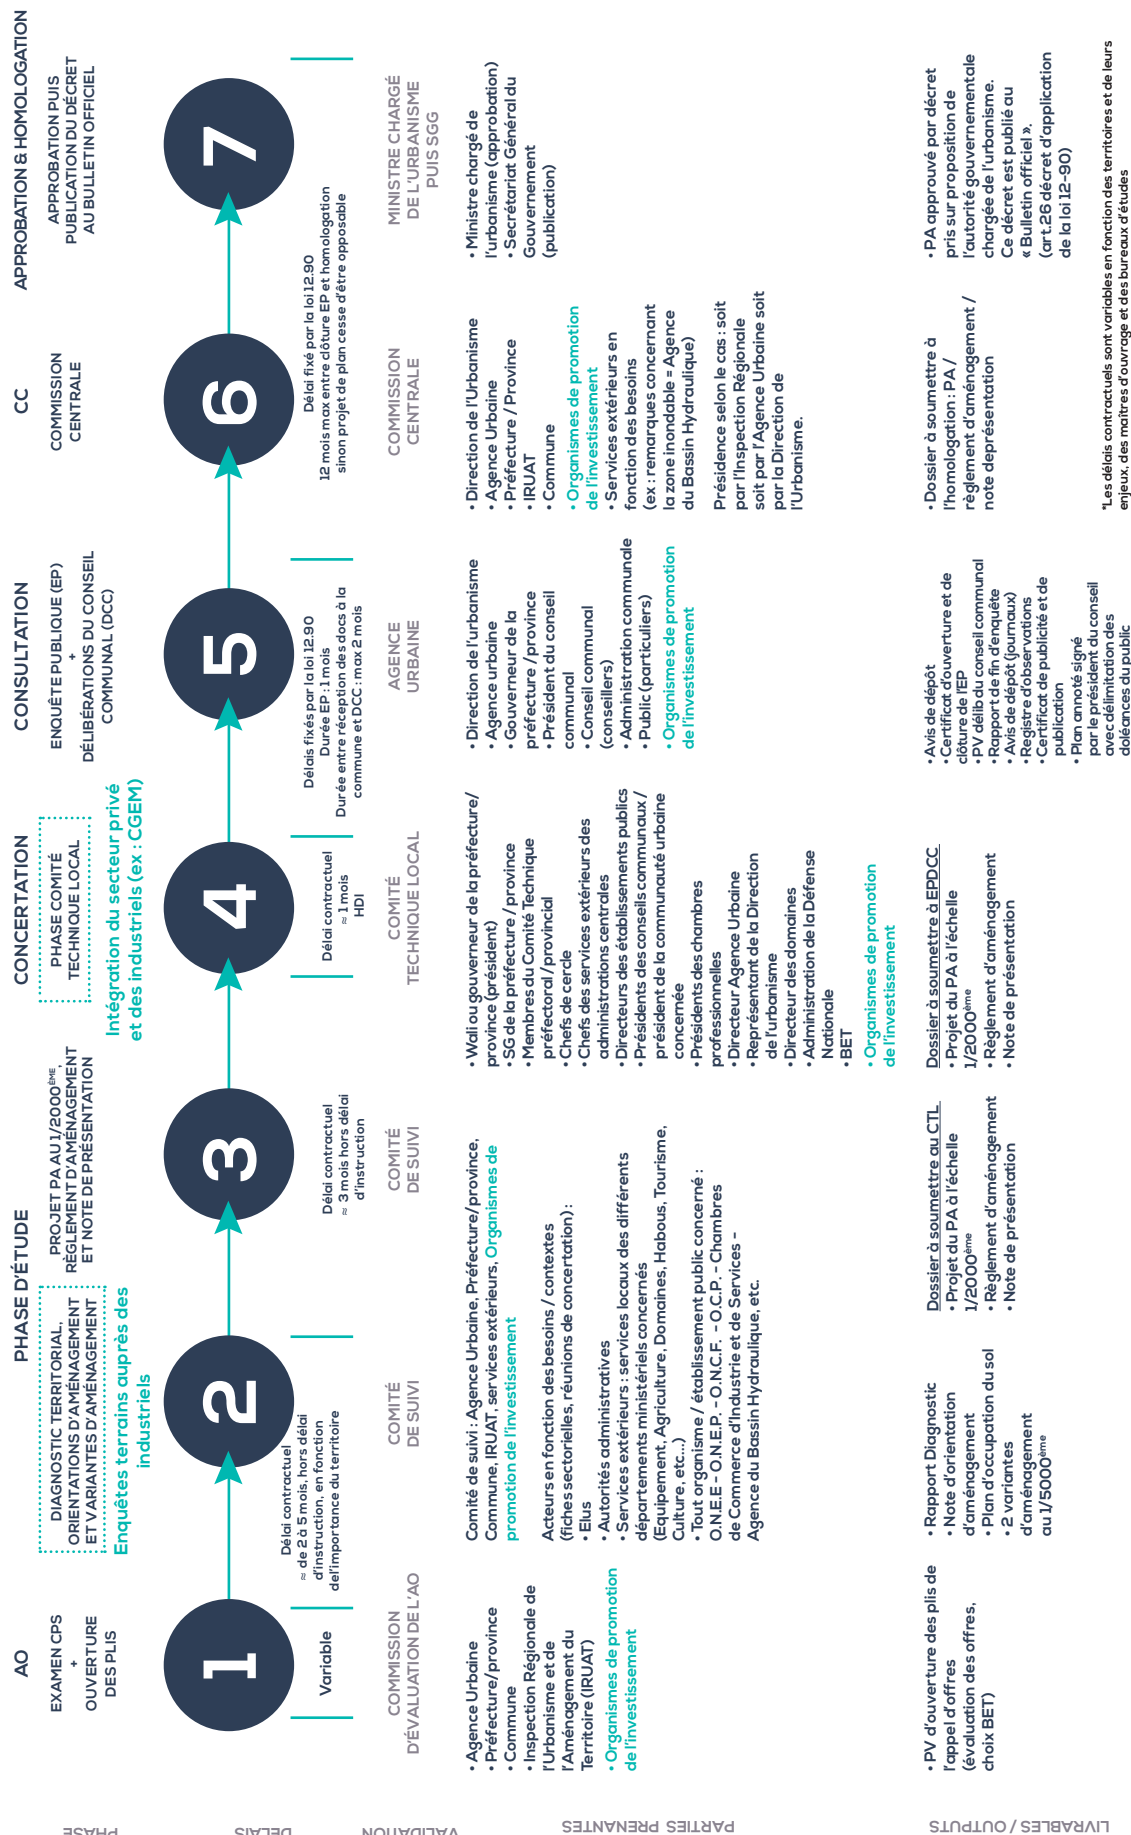 AO
PHASE D'ÉTUDE
CONCERTATION
CONSULTATION
CC
APPROBATION & HOMOLOGATION
PHASE
EXAMEN CPS
+
OUVERTURE
DES PLIS
DIAGNOSTIC TERRITORIAL,
ORIENTATIONS D'AMÉNAGEMENT
ET VARIANTES D'AMÉNAGEMENT
Enquêtes terrains auprès des
industriels
PROJET PA AU 1/2000ÈME,
RÈGLEMENT D'AMÉNAGEMENT
ET NOTE DE PRÉSENTATION
PHASE COMITÉ
TECHNIQUE LOCAL
Intégration du secteur privé
et des industriels (ex : CGEM)
ENQUÊTE PUBLIQUE (EP)
+
DÉLIBÉRATIONS DU CONSEIL
COMMUNAL (DCC)
COMMISSION
CENTRALE
APPROBATION PUIS
PUBLICATION DU DÉCRET
AU BULLETIN OFFICIEL
1
2
3
4
5
6
7
DÉLAIS
Variable
Délai contractuel
≈ de 2 à 5 mois, hors délai
d'instruction, en fonction
de l'importance du territoire
Délai contractuel
≈ 3 mois hors délai
d'instruction
Délai contractuel
≈ 1 mois
HDI
Délais fixés par la loi 12.90
Durée EP : 1 mois
Durée entre réception des docs à la
commune et DCC : max 2 mois
Délai fixé par la loi 12.90
12 mois max entre clôture EP et homologation
sinon projet de plan cesse d'être opposable
VALIDATION
COMMISSION
D'ÉVALUATION DE L'AO
COMITÉ
DE SUIVI
COMITÉ
DE SUIVI
COMITÉ
TECHNIQUE LOCAL
AGENCE
URBAINE
COMMISSION
CENTRALE
MINISTRE CHARGÉ
DE L'URBANISME
PUIS SGG
PARTIES PRENANTES
• Agence Urbaine
• Préfecture/province
• Commune
• Inspection Régionale de
l'Urbanisme et de
l'Aménagement du
Territoire (IRUAT)
• Organismes de promotion
de l'investissement
Comité de suivi : Agence Urbaine, Préfecture/province,
Commune, IRUAT, services extérieurs, Organismes de
promotion de l'investissement
Acteurs en fonction des besoins / contextes
(fiches sectorielles, réunions de concertation) :
• Elus
• Autorités administratives
• Services extérieurs : services locaux des différents
départements ministériels concernés
(Equipement, Agriculture, Domaines, Habous, Tourisme,
Culture, etc...)
• Tout organisme / établissement public concerné :
O.N.E.E - O.N.E.P. - O.N.C.F. - O.C.P. - Chambres
de Commerce d'Industrie et de Services -
Agence du Bassin Hydraulique, etc.
• Wali ou gouverneur de la préfecture/
province (président)
• SG de la préfecture / province
• Membres du Comité Technique
préfectoral / provincial
• Chefs de cercle
• Chefs des services extérieurs des
administrations centrales
• Directeurs des établissements publics
• Présidents des conseils communaux /
président de la communauté urbaine
concernée
• Présidents des chambres
professionnelles
• Directeur Agence Urbaine
• Représentant de la Direction
de l'urbanisme
• Directeur des domaines
• Administration de la Défense
Nationale
• BET
• Organismes de promotion
de l'investissement
• Direction de l'urbanisme
• Agence urbaine
• Gouverneur de la
préfecture /province
• Président du conseil
communal
• Conseil communal
(conseillers)
• Administration communale
• Public (particuliers)
• Organismes de promotion
de l'investissement
• Direction de l'Urbanisme
• Agence Urbaine
• Préfecture / Province
• IRUAT
• Commune
• Organismes de promotion
de l'investissement
• Services extérieurs en
fonction des besoins
(ex : remarques concernant
la zone inondable = Agence
du Bassin Hydraulique)
Présidence selon le cas : soit
par l'Inspection Régionale
soit par l'Agence Urbaine soit
par la Direction de
l'Urbanisme.
• Ministre chargé de
l'urbanisme (approbation)
• Secrétariat Général du
Gouvernement
(publication)
LIVRABLES / OUTPUTS
• PV d'ouverture des plis de
l'appel d'offres
(évaluation des offres,
choix BET)
• Rapport Diagnostic
• Note d'orientation
d'aménagement
• Plan d'occupation du sol
• 2 variantes
d'aménagement
au 1/5000ème
Dossier à soumettre au CTL
• Projet du PA à l'échelle
1/2000ème
• Règlement d'aménagement
• Note de présentation
Dossier à soumettre à EPDCC
• Projet du PA à l'échelle
1/2000ème
• Règlement d'aménagement
• Note de présentation
• Avis de dépôt
• Certificat d'ouverture et de
clôture de l'EP
• PV délib du conseil communal
• Rapport de fin d'enquête
• Avis de dépôt (journaux)
• Registre d'observations
• Certificat de publicité et de
publication
• Plan annoté signé
par le président du conseil
avec délimitation des
doléances du public
• Dossier à soumettre à
l'homologation : PA /
règlement d'aménagement /
note de présentation
• PA approuvé par décret
pris sur proposition de
l'autorité gouvernementale
chargée de l'urbanisme.
Ce décret est publié au
« Bulletin officiel ».
(art.26 décret d'application
de la loi 12-90)
*Les délais contractuels sont variables en fonction des territoires et de leurs
enjeux, des maîtres d'ouvrage et des bureaux d'études